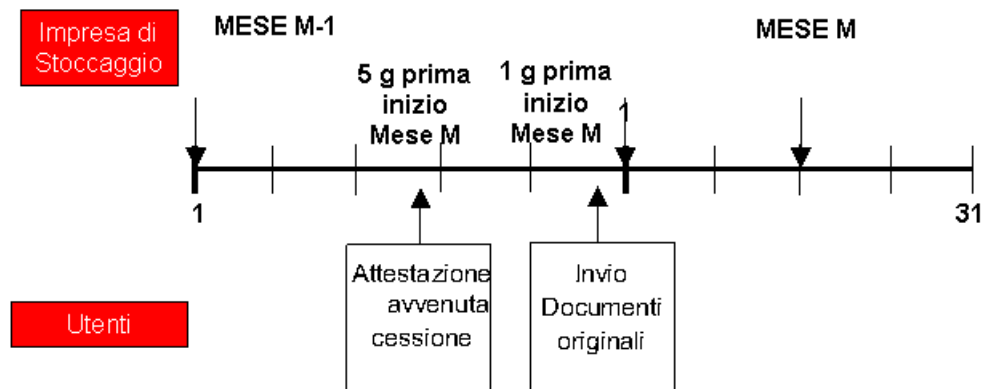 Impresa di
Stoccaggio
MESE M-1
MESE M
5 g prima
inizio
Mese M
1 g prima
inizio
Mese M
1
1
31
Attestazione
avvenuta
cessione
Invio
Documenti
originali
Utenti